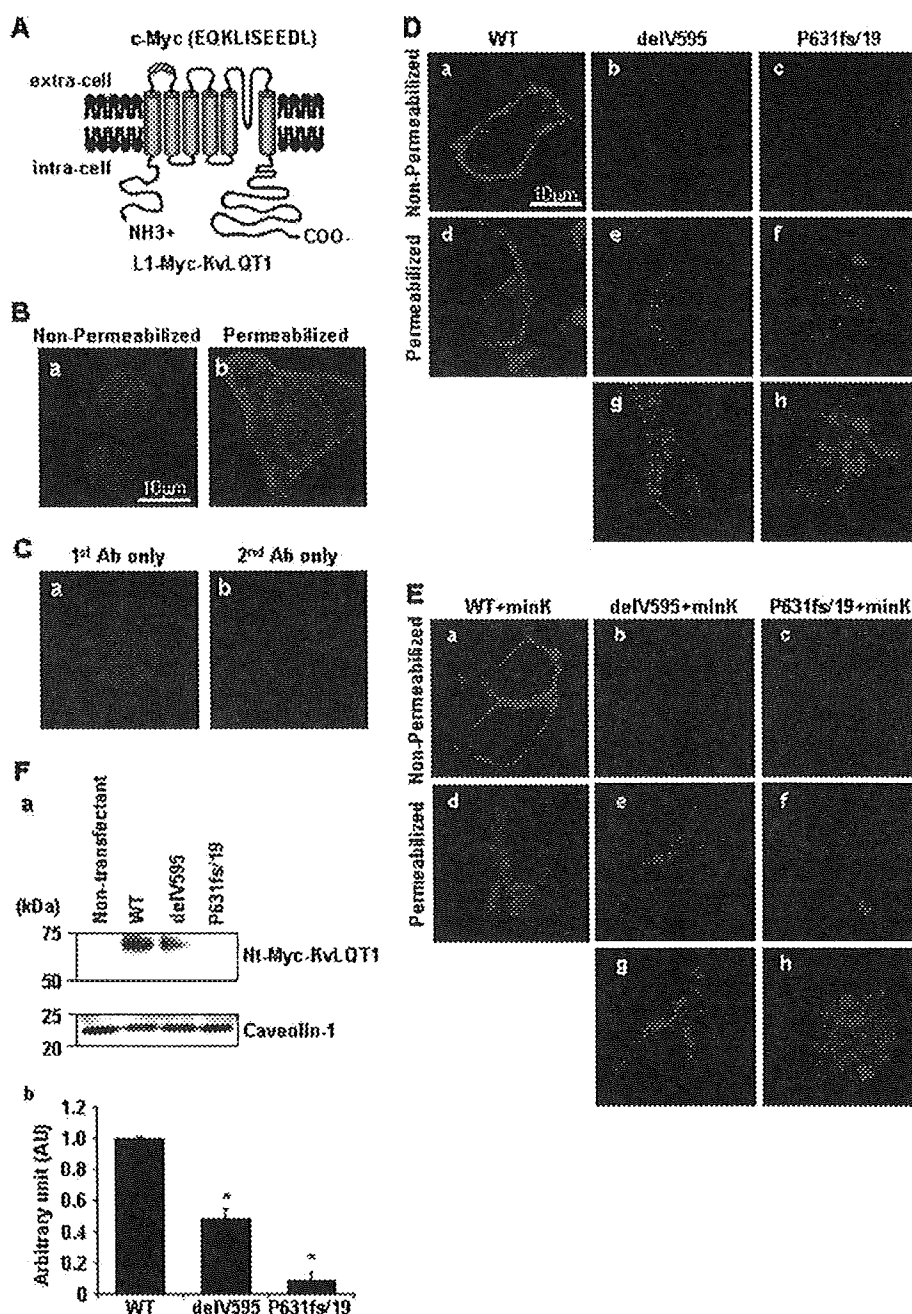 A
c-Myc (EQKLISEEDL)
extra-cell
intra-cell
NH3+
COO-
L1-Myc-KvLQT1
B
Non-Permeabilized
Permeabilized
a
b
10um
C
1st Ab only
2nd Ab only
a
b
D
WT
delV595
P631fs/19
Non-Permeabilized
a
b
c
10um
Permeabilized
d
e
f
g
h
E
WT+minK
delV595+minK
P631fs/19+minK
Non-Permeabilized
a
b
c
Permeabilized
d
e
f
g
h
F
a
Non-transfectant
WT
delV595
P631fs/19
(kDa)
75
50
Nt-Myc-KvLQT1
25
20
Caveolin-1
b
Arbitrary unit (AU)
1.2
1.0
0.8
0.6
0.4
0.2
0
*
*
WT
delV595
P631fs/19